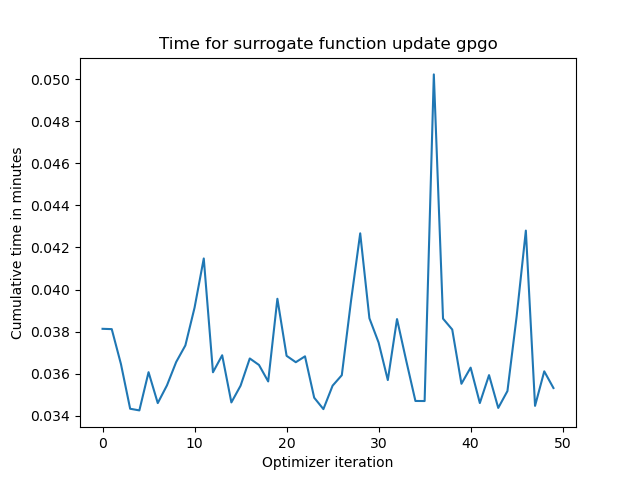 Time for surrogate function update gpgo
Cumulative time in minutes
0.050
0.048
0.046
0.044
0.042
0.040
0.038
0.036
0.034
0 10 20 30 40 50
Optimizer iteration